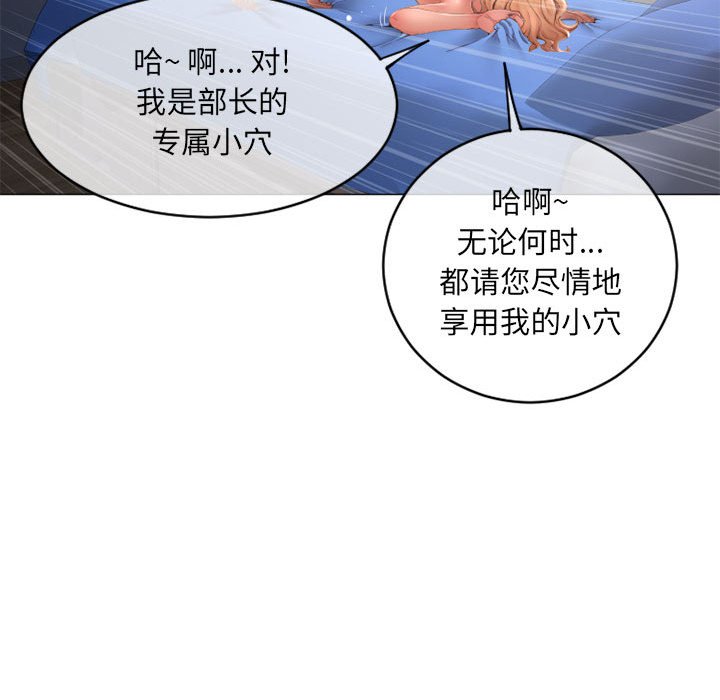 哈~ 啊... 对!
我是部长的
专属小穴
哈啊~
无论何时...
都请您尽情地
享用我的小穴